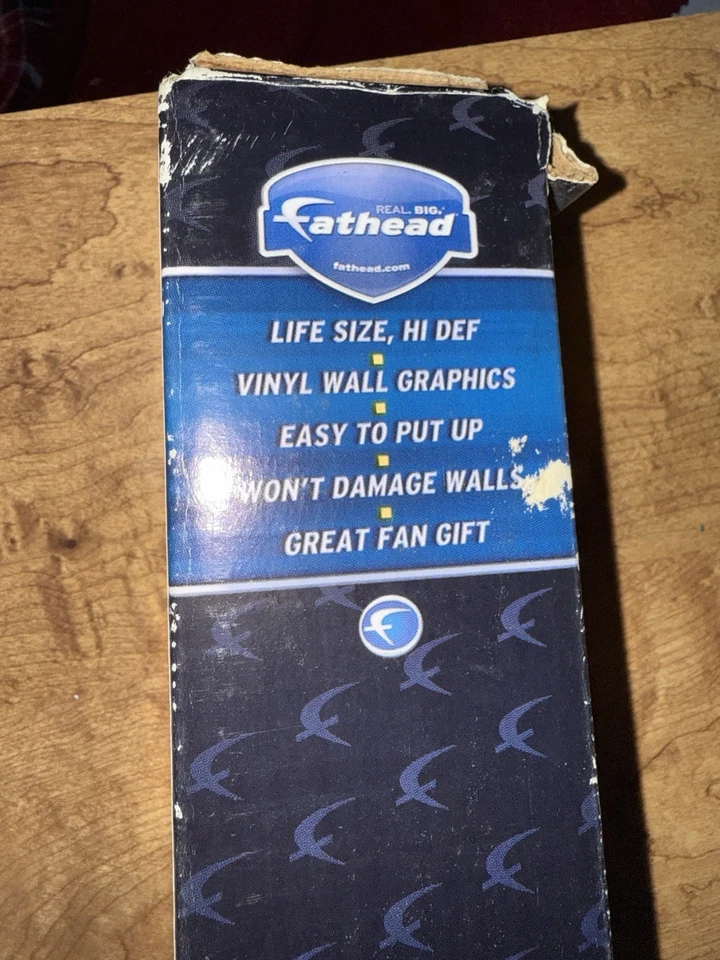 REAL. BIG.
Fathead
fathead.com
LIFE SIZE, HI DEF
VINYL WALL GRAPHICS
EASY TO PUT UP
WON'T DAMAGE WALLS
GREAT FAN GIFT